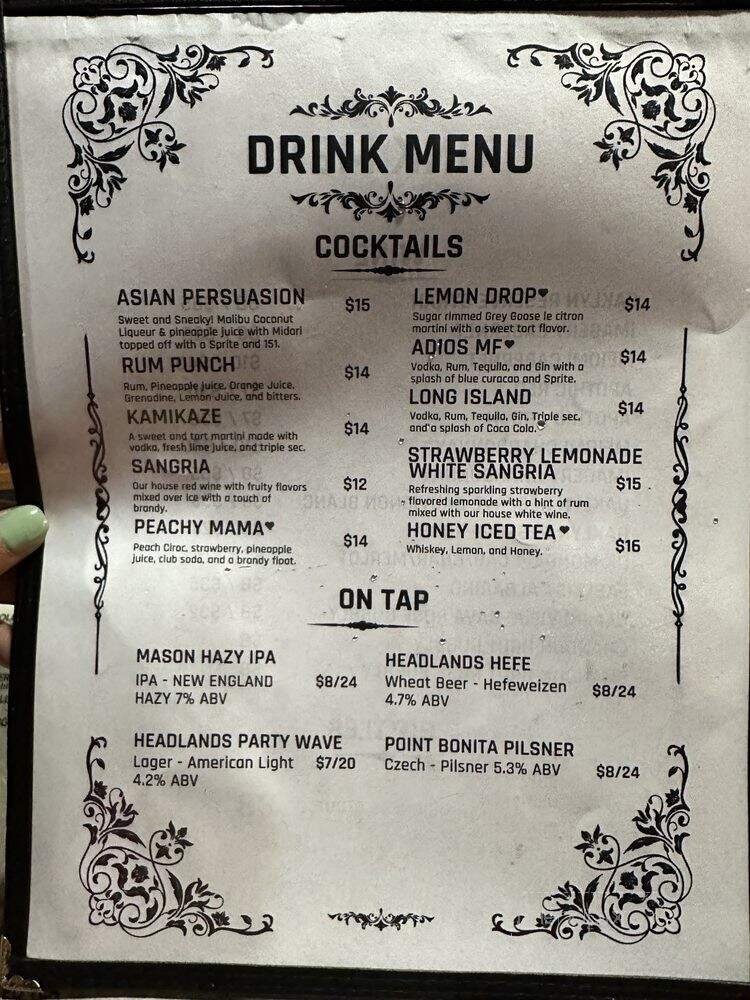 DRINK MENU
COCKTAILS
ASIAN PERSUASION $15
Sweet and Sneaky! Malibu Coconut
Liqueur & pineapple juice with Midori
topped off with a Sprite and 151.
RUM PUNCH $14
Rum, Pineapple juice, Orange Juice,
Grenadine, Lemon Juice, and bitters.
KAMIKAZE $14
A sweet and tart martini made with
vodka, fresh lime juice, and triple sec.
SANGRIA $12
Our house red wine with fruity flavors
mixed over ice with a touch of
brandy.
PEACHY MAMA♥ $14
Peach Ciroc, strawberry, pineapple
juice, club soda, and a brandy float.
LEMON DROP♥ $14
Sugar rimmed Grey Goose le citron
martini with a sweet tart flavor.
ADIOS MF♥ $14
Vodka, Rum, Tequila, and Gin with a
splash of blue curacao and Sprite.
LONG ISLAND $14
Vodka, Rum, Tequila, Gin, Triple sec,
and a splash of Coca Cola.
STRAWBERRY LEMONADE
WHITE SANGRIA $15
Refreshing sparkling strawberry
flavored lemonade with a hint of rum
mixed with our house white wine.
HONEY ICED TEA♥ $16
Whiskey, Lemon, and Honey.
ON TAP
MASON HAZY IPA
IPA - NEW ENGLAND $8/24
HAZY 7% ABV
HEADLANDS HEFE
Wheat Beer - Hefeweizen $8/24
4.7% ABV
HEADLANDS PARTY WAVE
Lager - American Light $7/20
4.2% ABV
POINT BONITA PILSNER
Czech - Pilsner 5.3% ABV $8/24